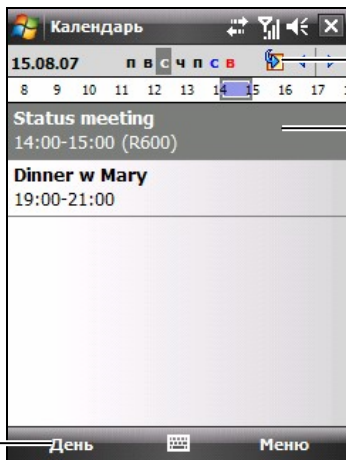 Календарь
15.08.07 п в с ч п с в
8 9 10 11 12 13 14 15 16 17
Status meeting
14:00-15:00 (R600)
Dinner w Mary
19:00-21:00
День Меню